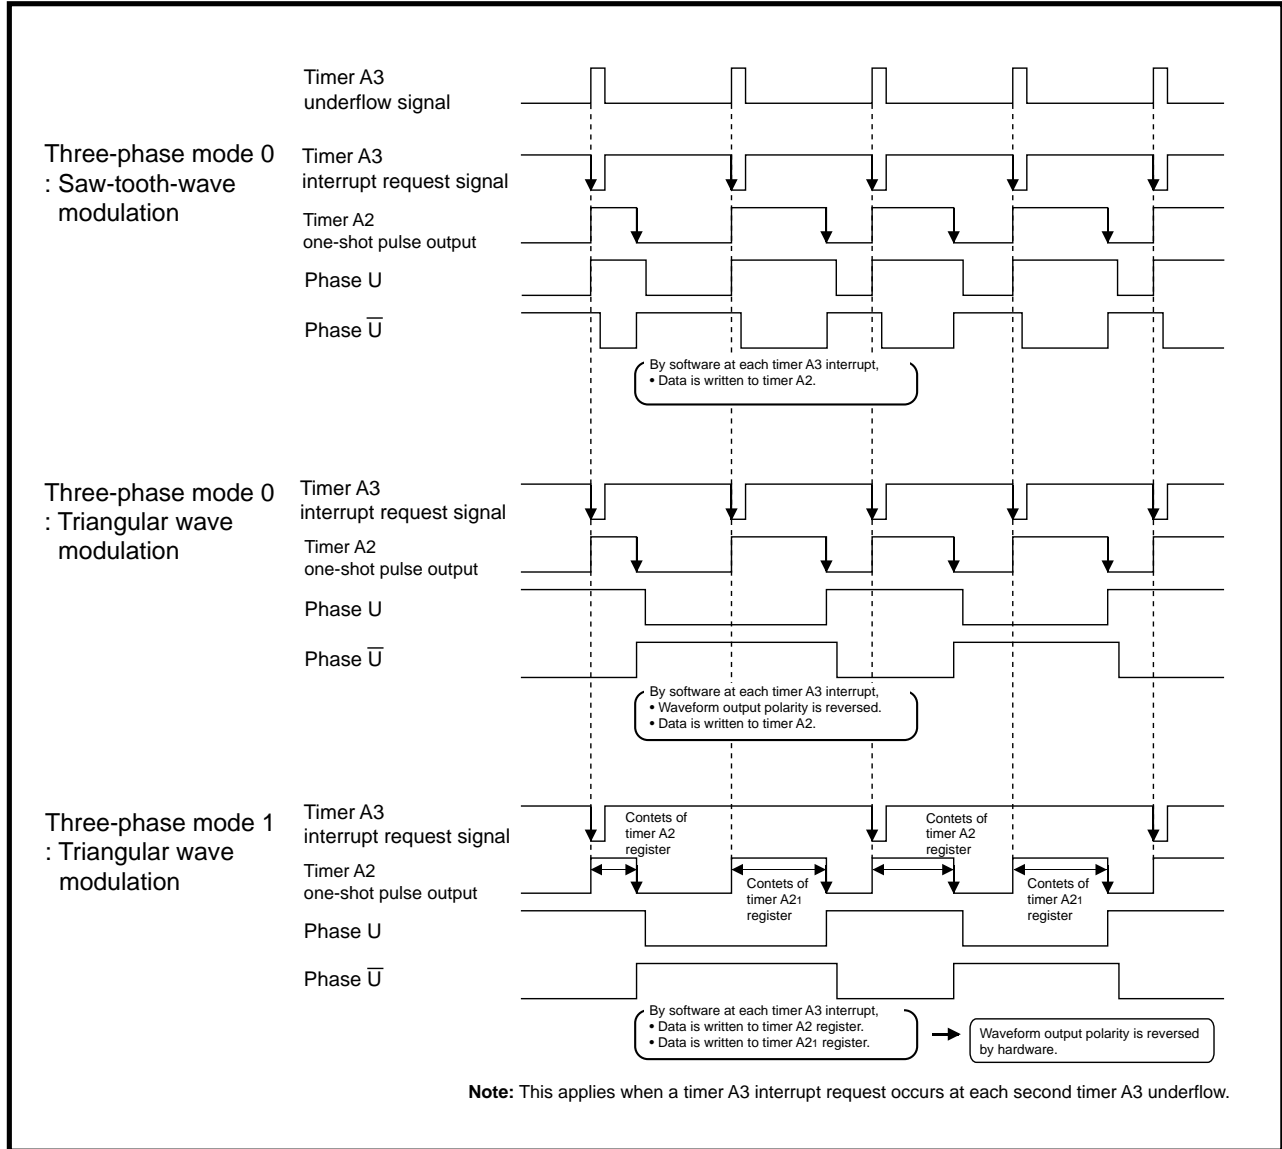 Timer A3
underflow signal
Three-phase mode 0
: Saw-tooth-wave
modulation
Timer A3
interrupt request signal
Timer A2
one-shot pulse output
Phase U
Phase U̅
By software at each timer A3 interrupt,
• Data is written to timer A2.
Three-phase mode 0
: Triangular wave
modulation
Timer A3
interrupt request signal
Timer A2
one-shot pulse output
Phase U
Phase U̅
By software at each timer A3 interrupt,
• Waveform output polarity is reversed.
• Data is written to timer A2.
Three-phase mode 1
: Triangular wave
modulation
Timer A3
interrupt request signal
Contets of
timer A2
register
Contets of
timer A2
register
Timer A2
one-shot pulse output
Contets of
timer A21
register
Contets of
timer A21
register
Phase U
Phase U̅
By software at each timer A3 interrupt,
• Data is written to timer A2 register.
• Data is written to timer A21 register.
Waveform output polarity is reversed
by hardware.
Note: This applies when a timer A3 interrupt request occurs at each second timer A3 underflow.